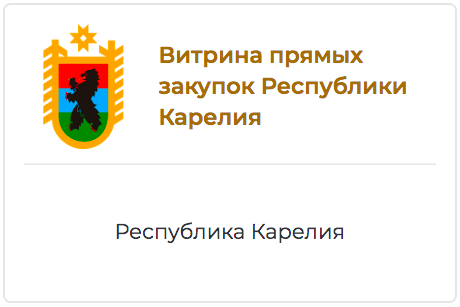 Витрина прямых
закупок Республики
Карелия
Республика Карелия